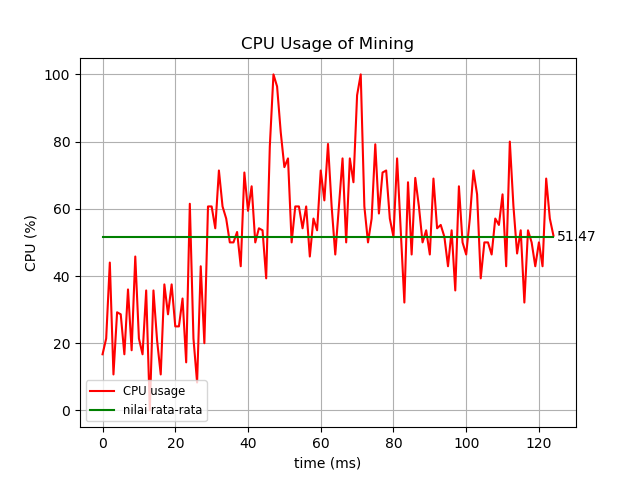 CPU Usage of Mining
CPU (%)
100
80
60
40
20
0
51.47
CPU usage
nilai rata-rata
0 20 40 60 80 100 120
time (ms)